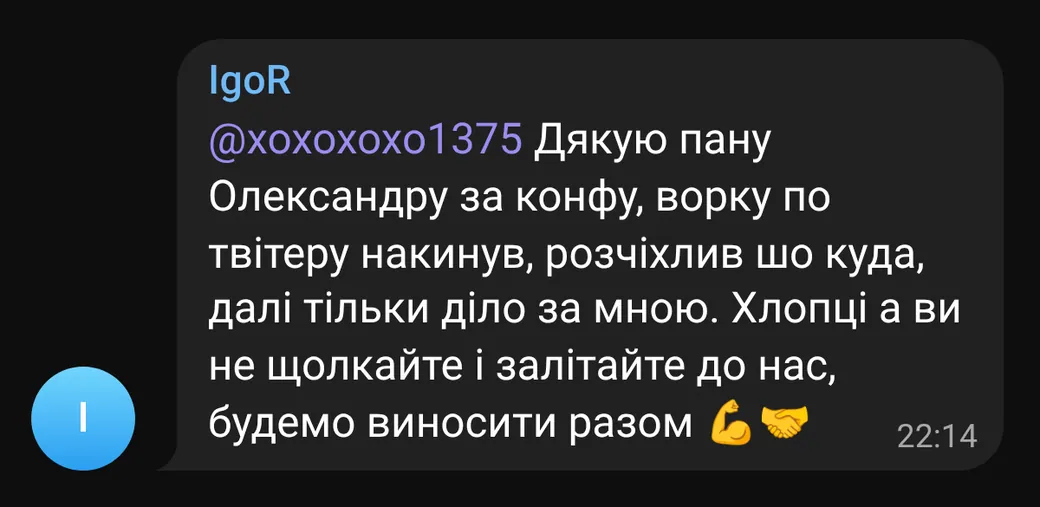 IgoR
@xoxoxoxo1375 Дякую пану
Олександру за конфу, ворку по
твітеру накинув, розчіхлив шо куда,
далі тільки діло за мною. Хлопці а ви
не щолкайте і залітайте до нас,
будемо виносити разом 💪🤝
22:14
I